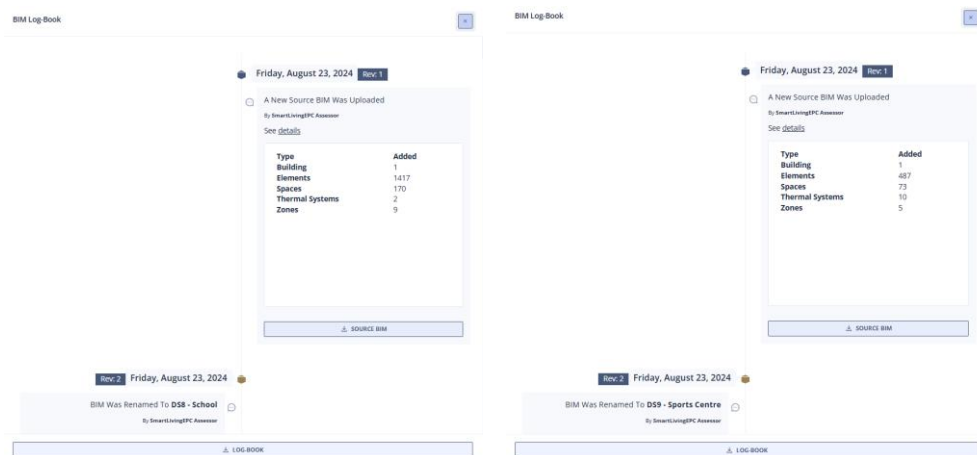 BIM Log-Book
×
Friday, August 23, 2024 Rev: 1
A New Source BIM Was Uploaded
By SmartLivingEPC Assessor
See details
Type Added
Building 1
Elements 1417
Spaces 170
Thermal Systems 2
Zones 9
SOURCE BIM
Rev: 2 Friday, August 23, 2024
BIM Was Renamed To DS8 - School
By SmartLivingEPC Assessor
LOG-BOOK
BIM Log-Book
×
Friday, August 23, 2024 Rev: 1
A New Source BIM Was Uploaded
By SmartLivingEPC Assessor
See details
Type Added
Building 1
Elements 487
Spaces 73
Thermal Systems 10
Zones 5
SOURCE BIM
Rev: 2 Friday, August 23, 2024
BIM Was Renamed To DS9 - Sports Centre
By SmartLivingEPC Assessor
LOG-BOOK